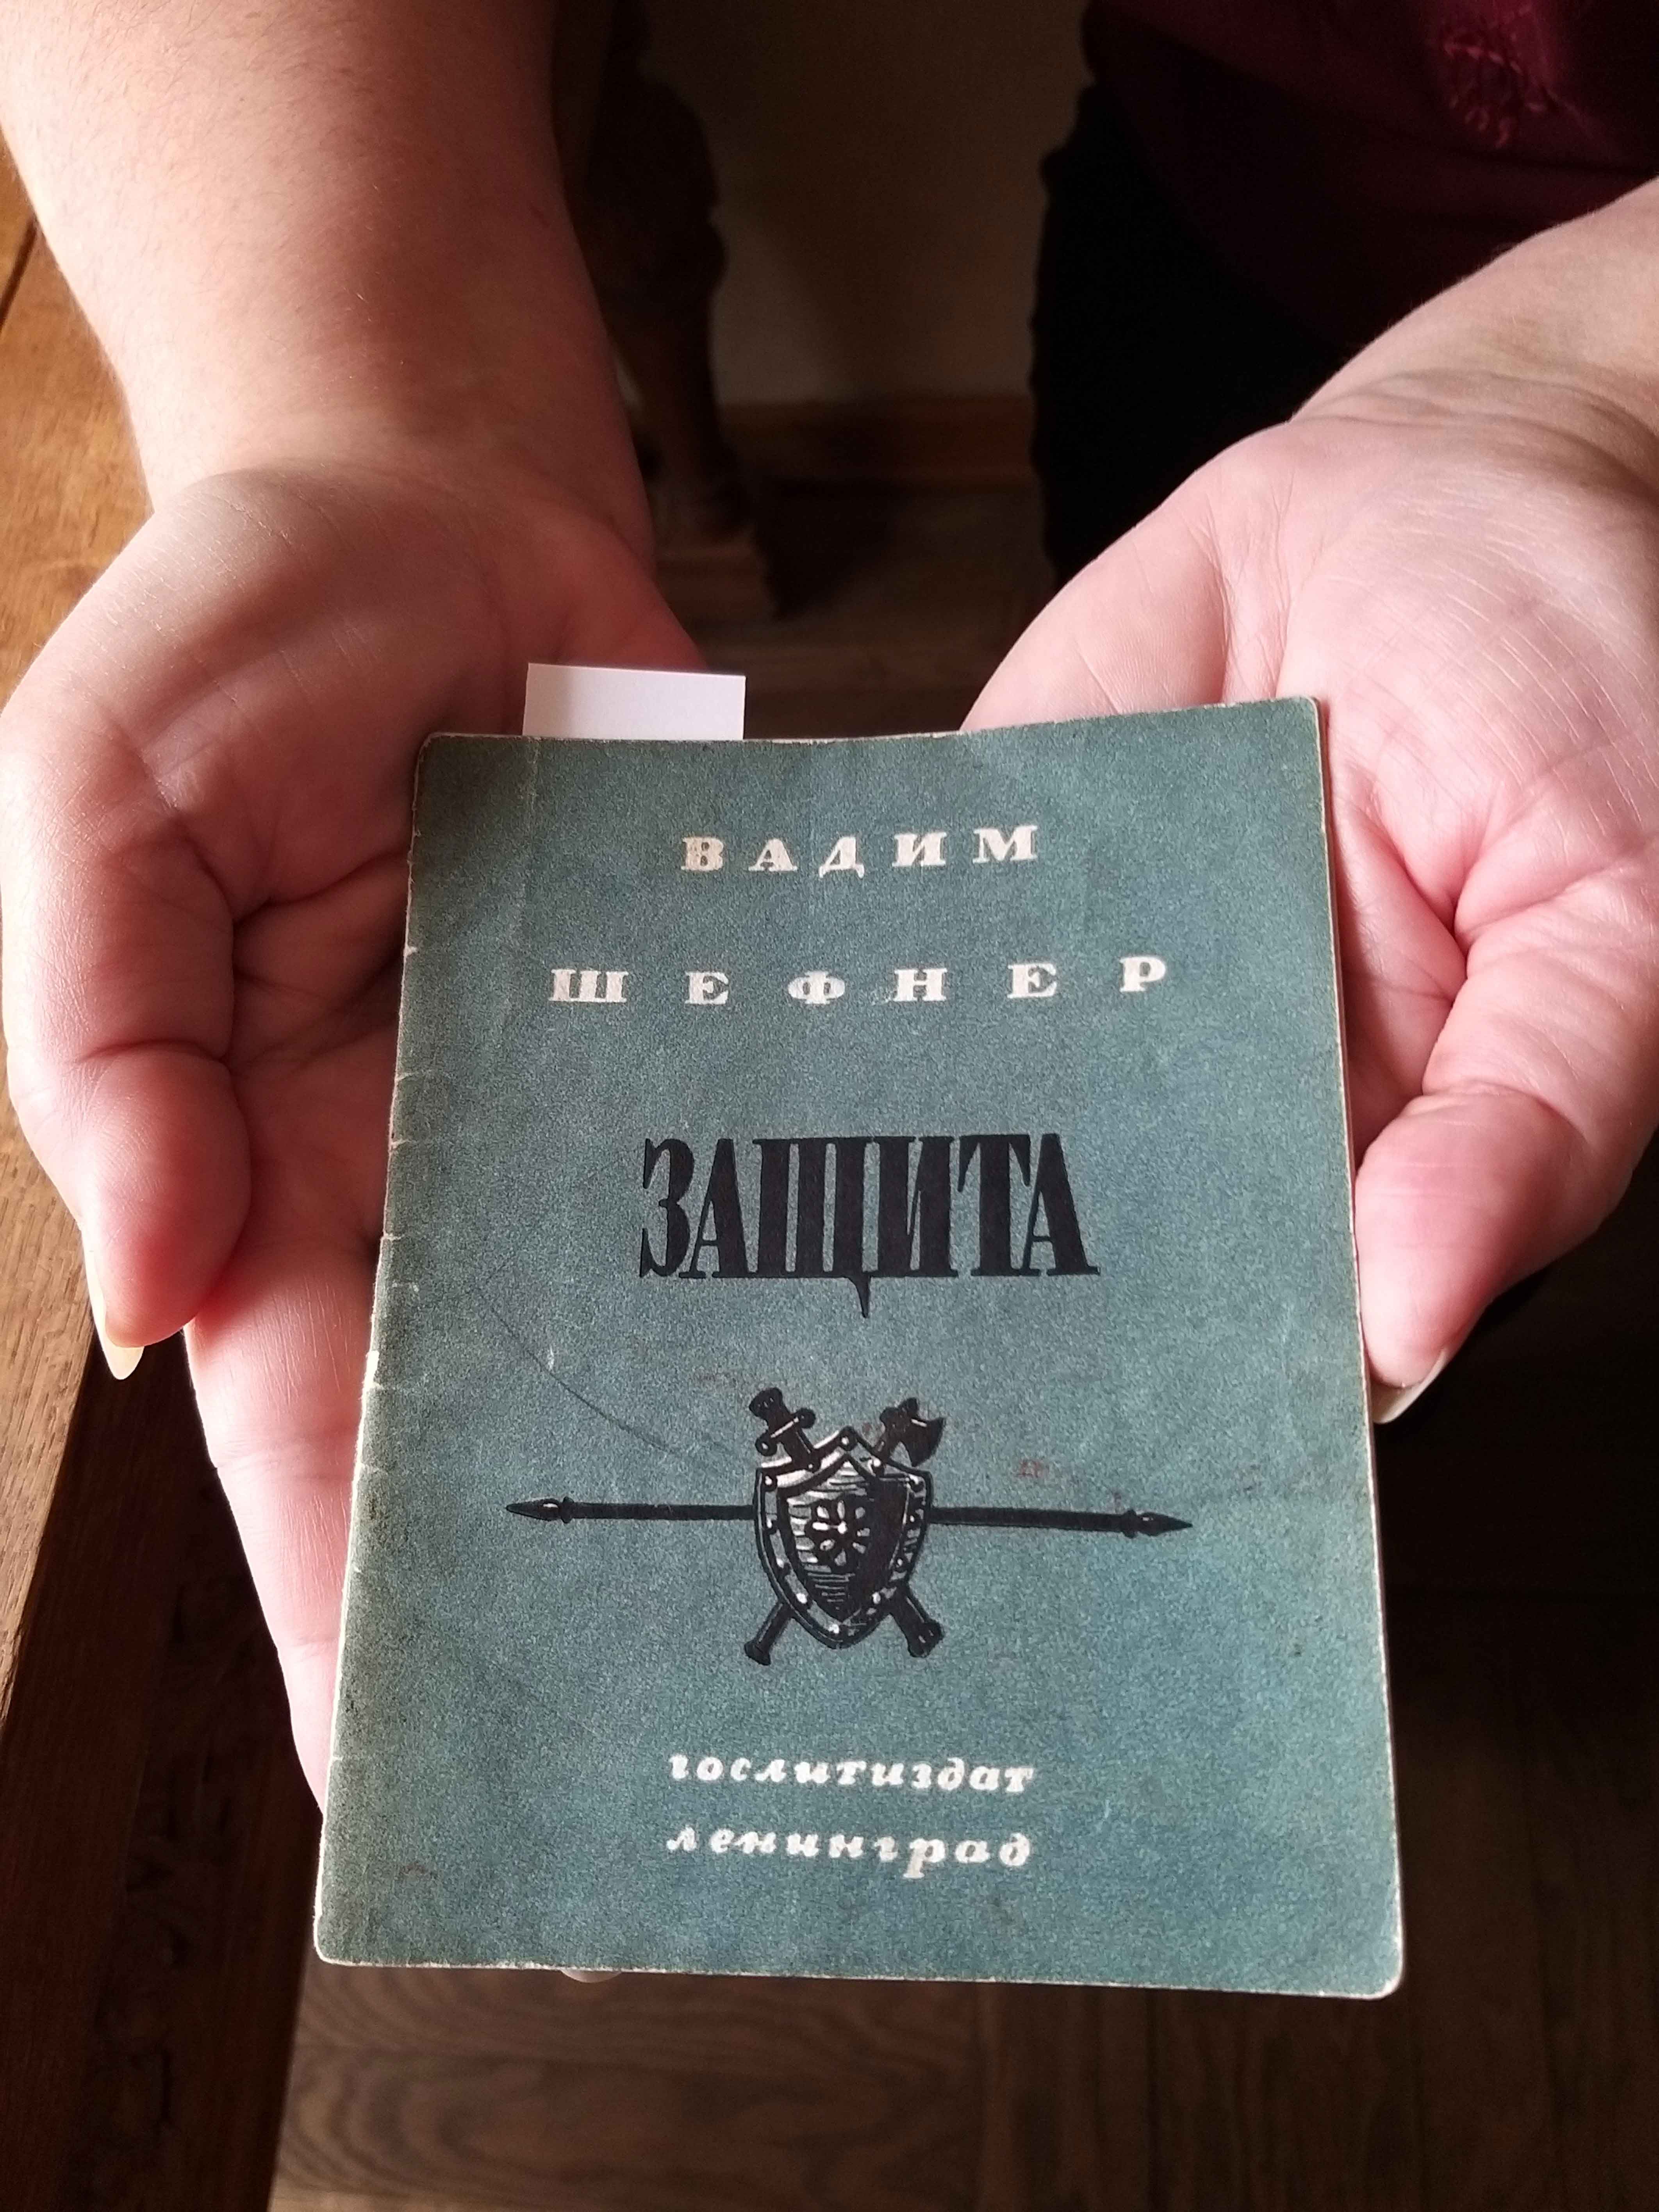 ВАДИМ
ШЕФНЕР
ЗАЩИТА
гослитиздат
ленинград